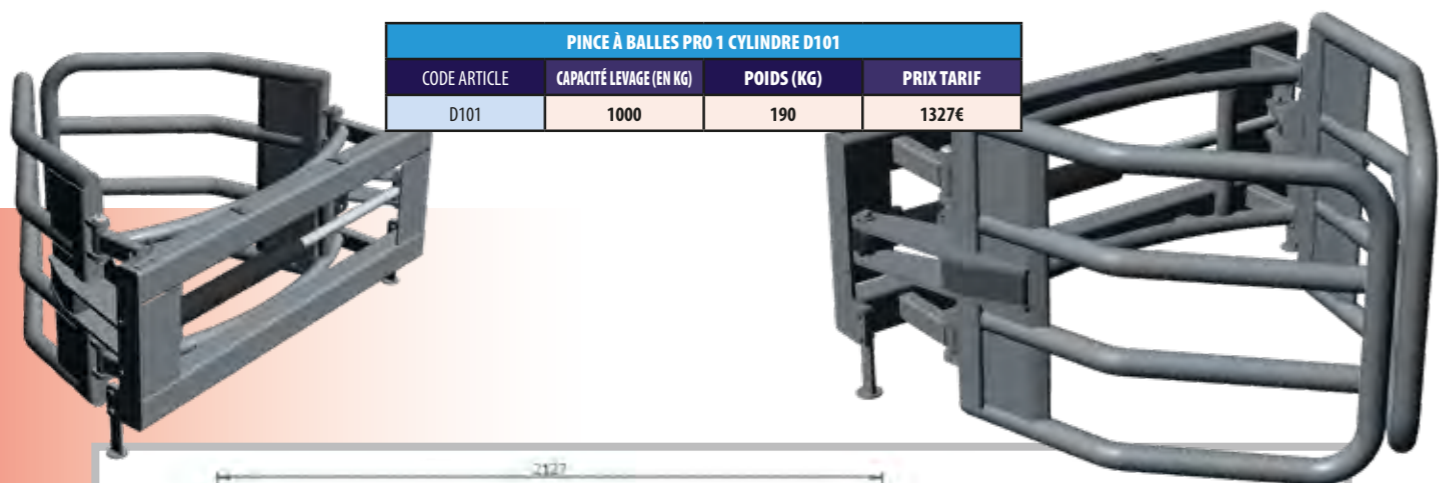 PINCE À BALLES PRO 1 CYLINDRE D101
CODE ARTICLE CAPACITÉ LEVAGE (EN KG) POIDS (KG) PRIX TARIF
D101 1000 190 1327€
2127